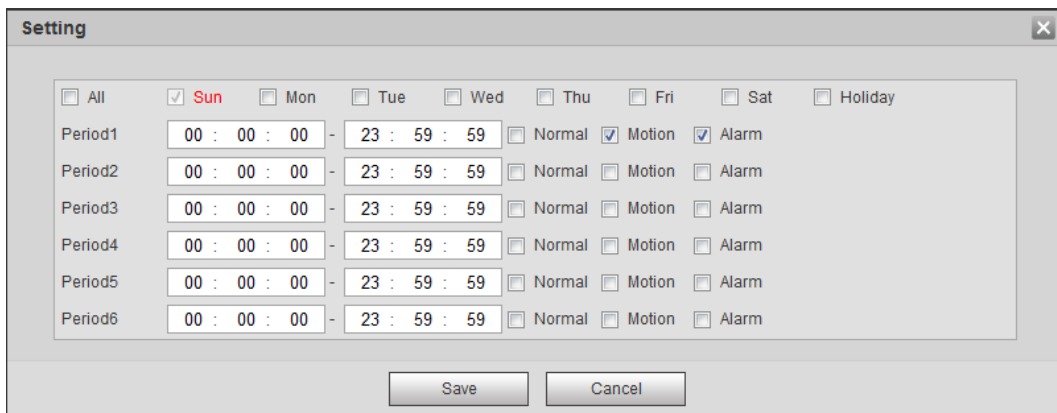 Setting
All Sun Mon Tue Wed Thu Fri Sat Holiday
Period1 00 : 00 : 00 - 23 : 59 : 59 Normal Motion Alarm
Period2 00 : 00 : 00 - 23 : 59 : 59 Normal Motion Alarm
Period3 00 : 00 : 00 - 23 : 59 : 59 Normal Motion Alarm
Period4 00 : 00 : 00 - 23 : 59 : 59 Normal Motion Alarm
Period5 00 : 00 : 00 - 23 : 59 : 59 Normal Motion Alarm
Period6 00 : 00 : 00 - 23 : 59 : 59 Normal Motion Alarm
Save Cancel